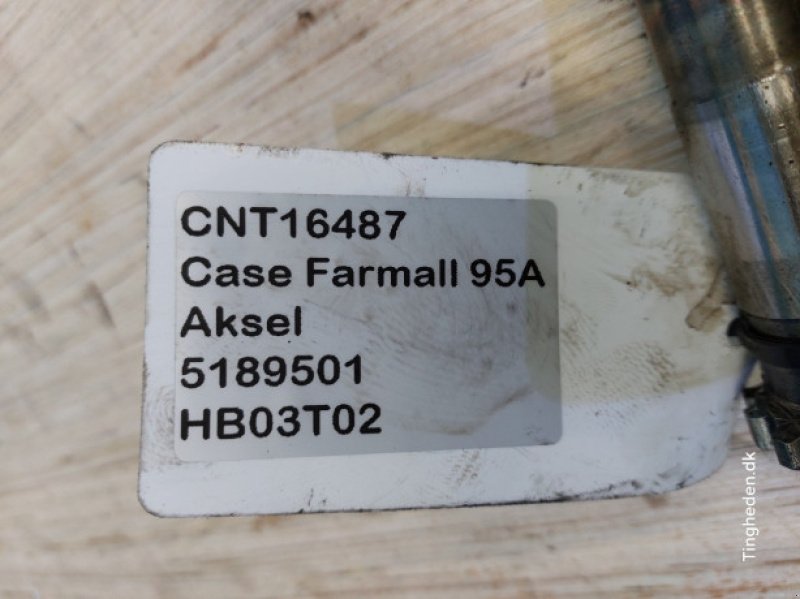 CNT16487
Case Farmall 95A
Aksel
5189501
HB03T02
Tingheden.dk